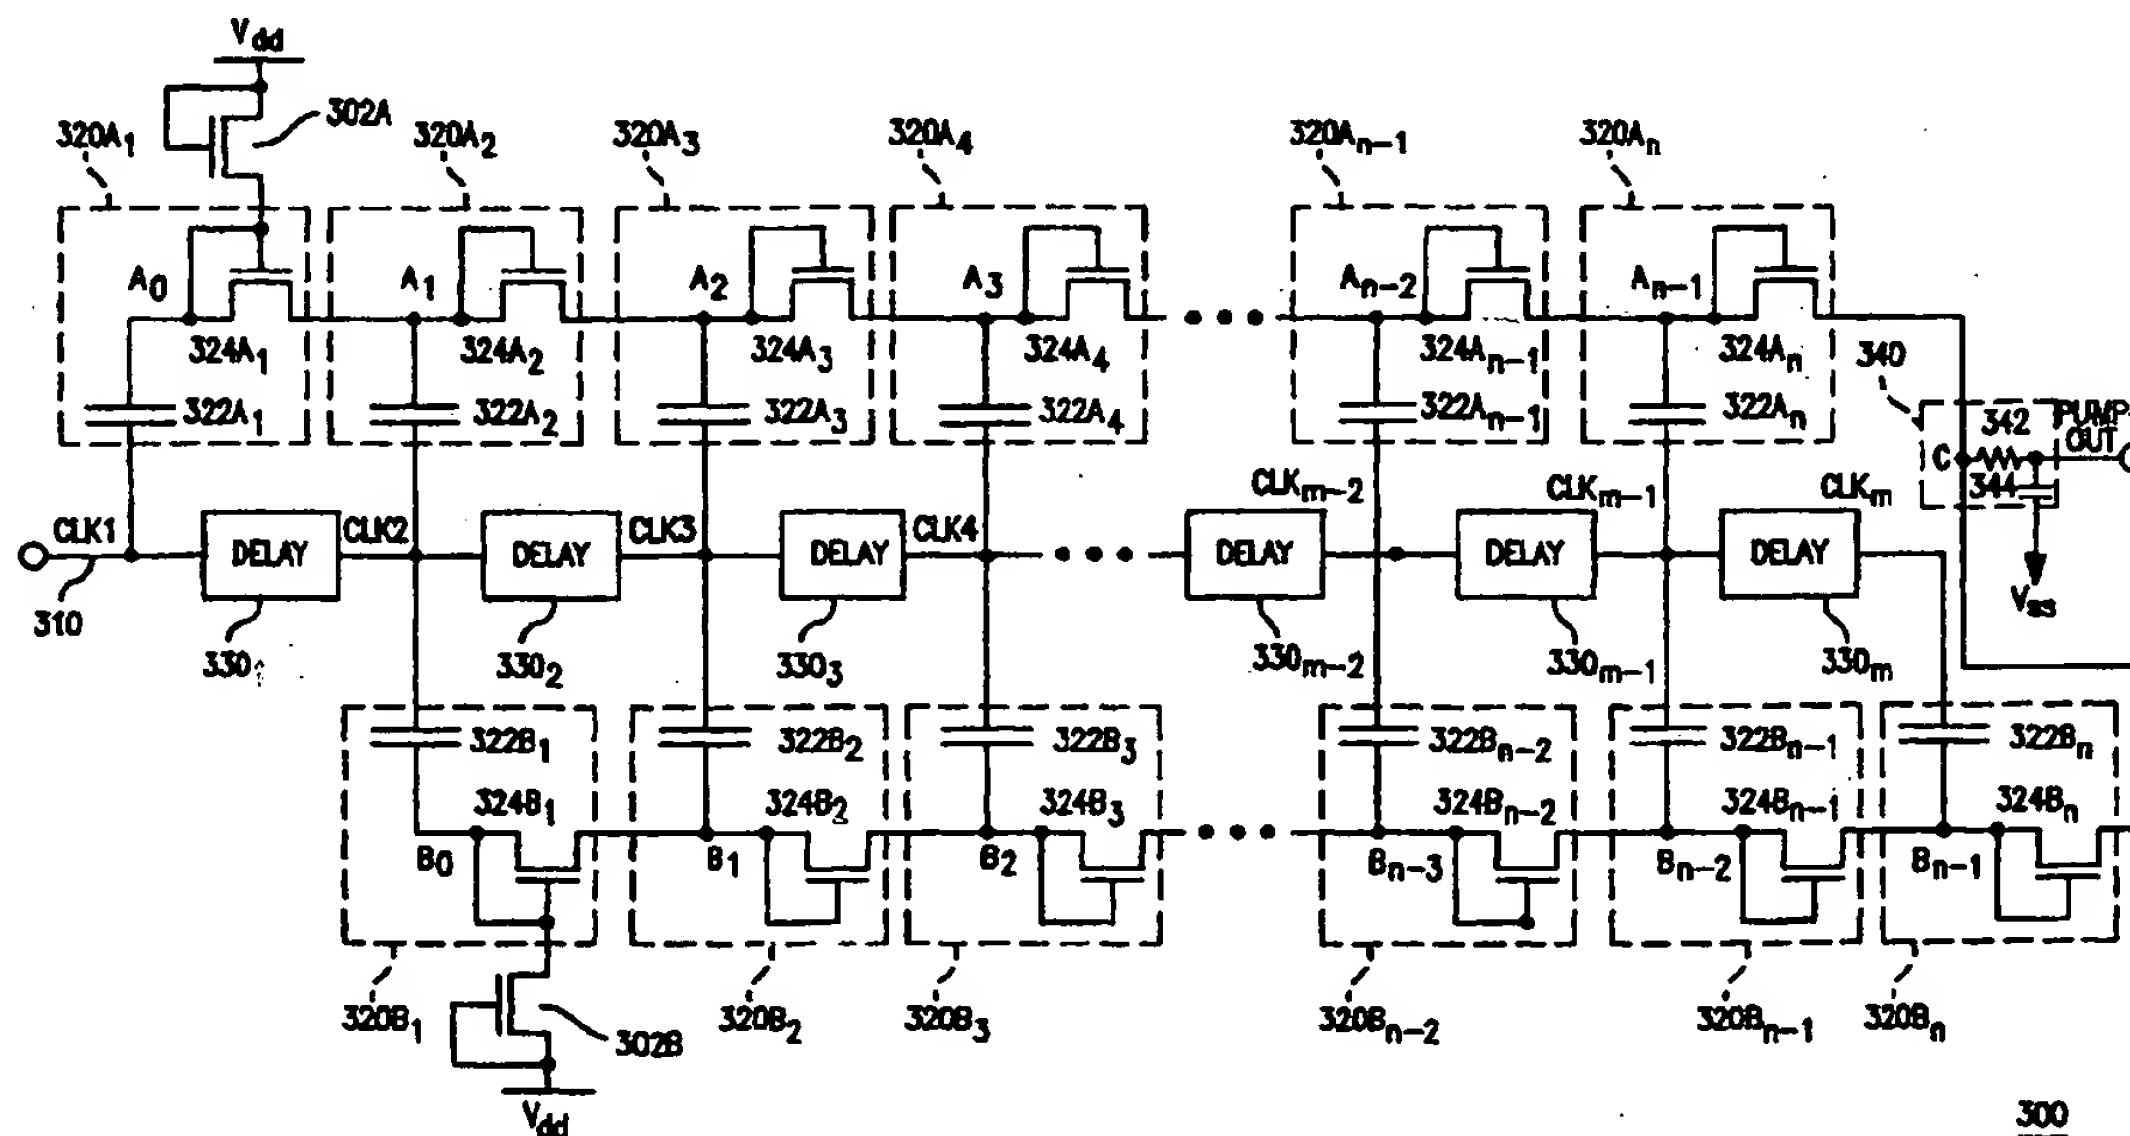 Vdd
302A
320A1 320A2 320A3 320A4 320An-1 320An
A0 A1 A2 A3 An-2 An-1
324A1 324A2 324A3 324A4 324An-1 324An 340
322A1 322A2 322A3 322A4 322An-1 322An
342 PUMP
OUT
C
344
CLKm-2 CLKm-1 CLKm
CLK1 DELAY CLK2 DELAY CLK3 DELAY CLK4 DELAY DELAY DELAY
Vss
310
3301 3302 3303 330m-2 330m-1 330m
322B1 322B2 322B3 322Bn-2 322Bn-1 322Bn
324B1 324B2 324B3 324Bn-2 324Bn-1 324Bn
B0 B1 B2 Bn-3 Bn-2 Bn-1
320B1 320B2 320B3 320Bn-2 320Bn-1 320Bn
302B
Vdd
300